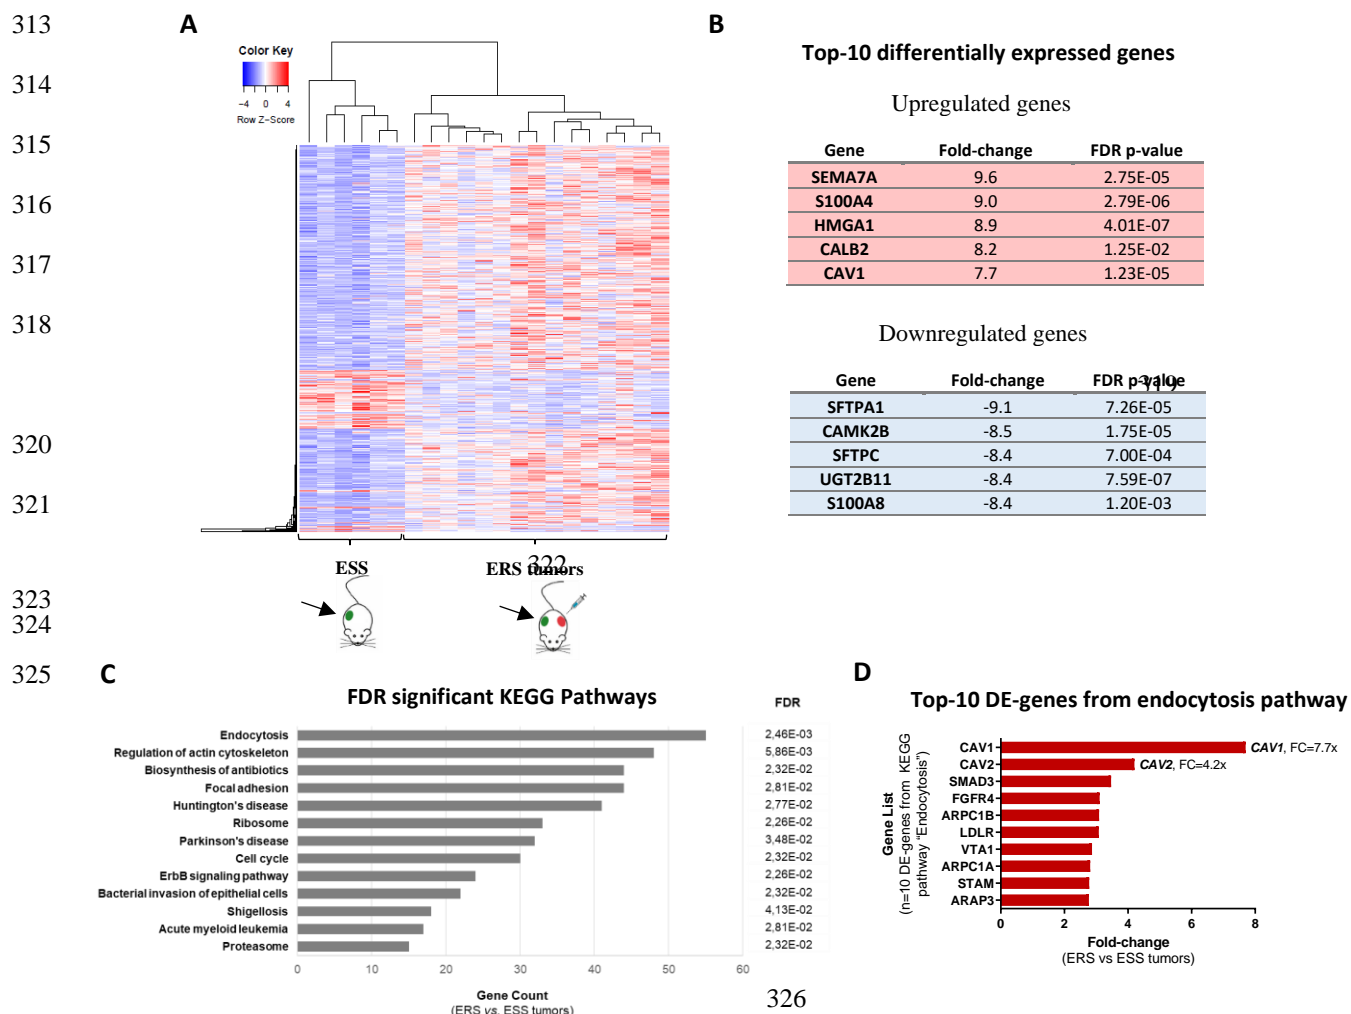 313
A
B
Color Key
-4 0 4
Row Z-Score
Top-10 differentially expressed genes
314
Upregulated genes
315
Gene Fold-change FDR p-value
SEMA7A 9.6 2.75E-05
316
S100A4 9.0 2.79E-06
HMGA1 8.9 4.01E-07
CALB2 8.2 1.25E-02
317
CAV1 7.7 1.23E-05
318
Downregulated genes
319
Gene Fold-change FDR p-value
SFTPA1 -9.1 7.26E-05
CAMK2B -8.5 1.75E-05
320
SFTPC -8.4 7.00E-04
UGT2B11 -8.4 7.59E-07
321
S100A8 -8.4 1.20E-03
322
ESS ERS tumors
323
324
325
C
FDR significant KEGG Pathways
FDR
Endocytosis 2,46E-03
Regulation of actin cytoskeleton 5,86E-03
Biosynthesis of antibiotics 2,32E-02
Focal adhesion 2,81E-02
Huntington's disease 2,77E-02
Ribosome 2,26E-02
Parkinson's disease 3,48E-02
Cell cycle 2,32E-02
ErbB signaling pathway 2,26E-02
Bacterial invasion of epithelial cells 2,32E-02
Shigellosis 4,13E-02
Acute myeloid leukemia 2,81E-02
Proteasome 2,32E-02
0 10 20 30 40 50 60
Gene Count
(ERS vs. ESS tumors)
D
Top-10 DE-genes from endocytosis pathway
Gene List
(n=10 DE-genes from KEGG
pathway "Endocytosis")
CAV1 CAV1, FC=7.7x
CAV2 CAV2, FC=4.2x
SMAD3
FGFR4
ARPC1B
LDLR
VTA1
ARPC1A
STAM
ARAP3
0 2 4 6 8
Fold-change
(ERS vs ESS tumors)
326